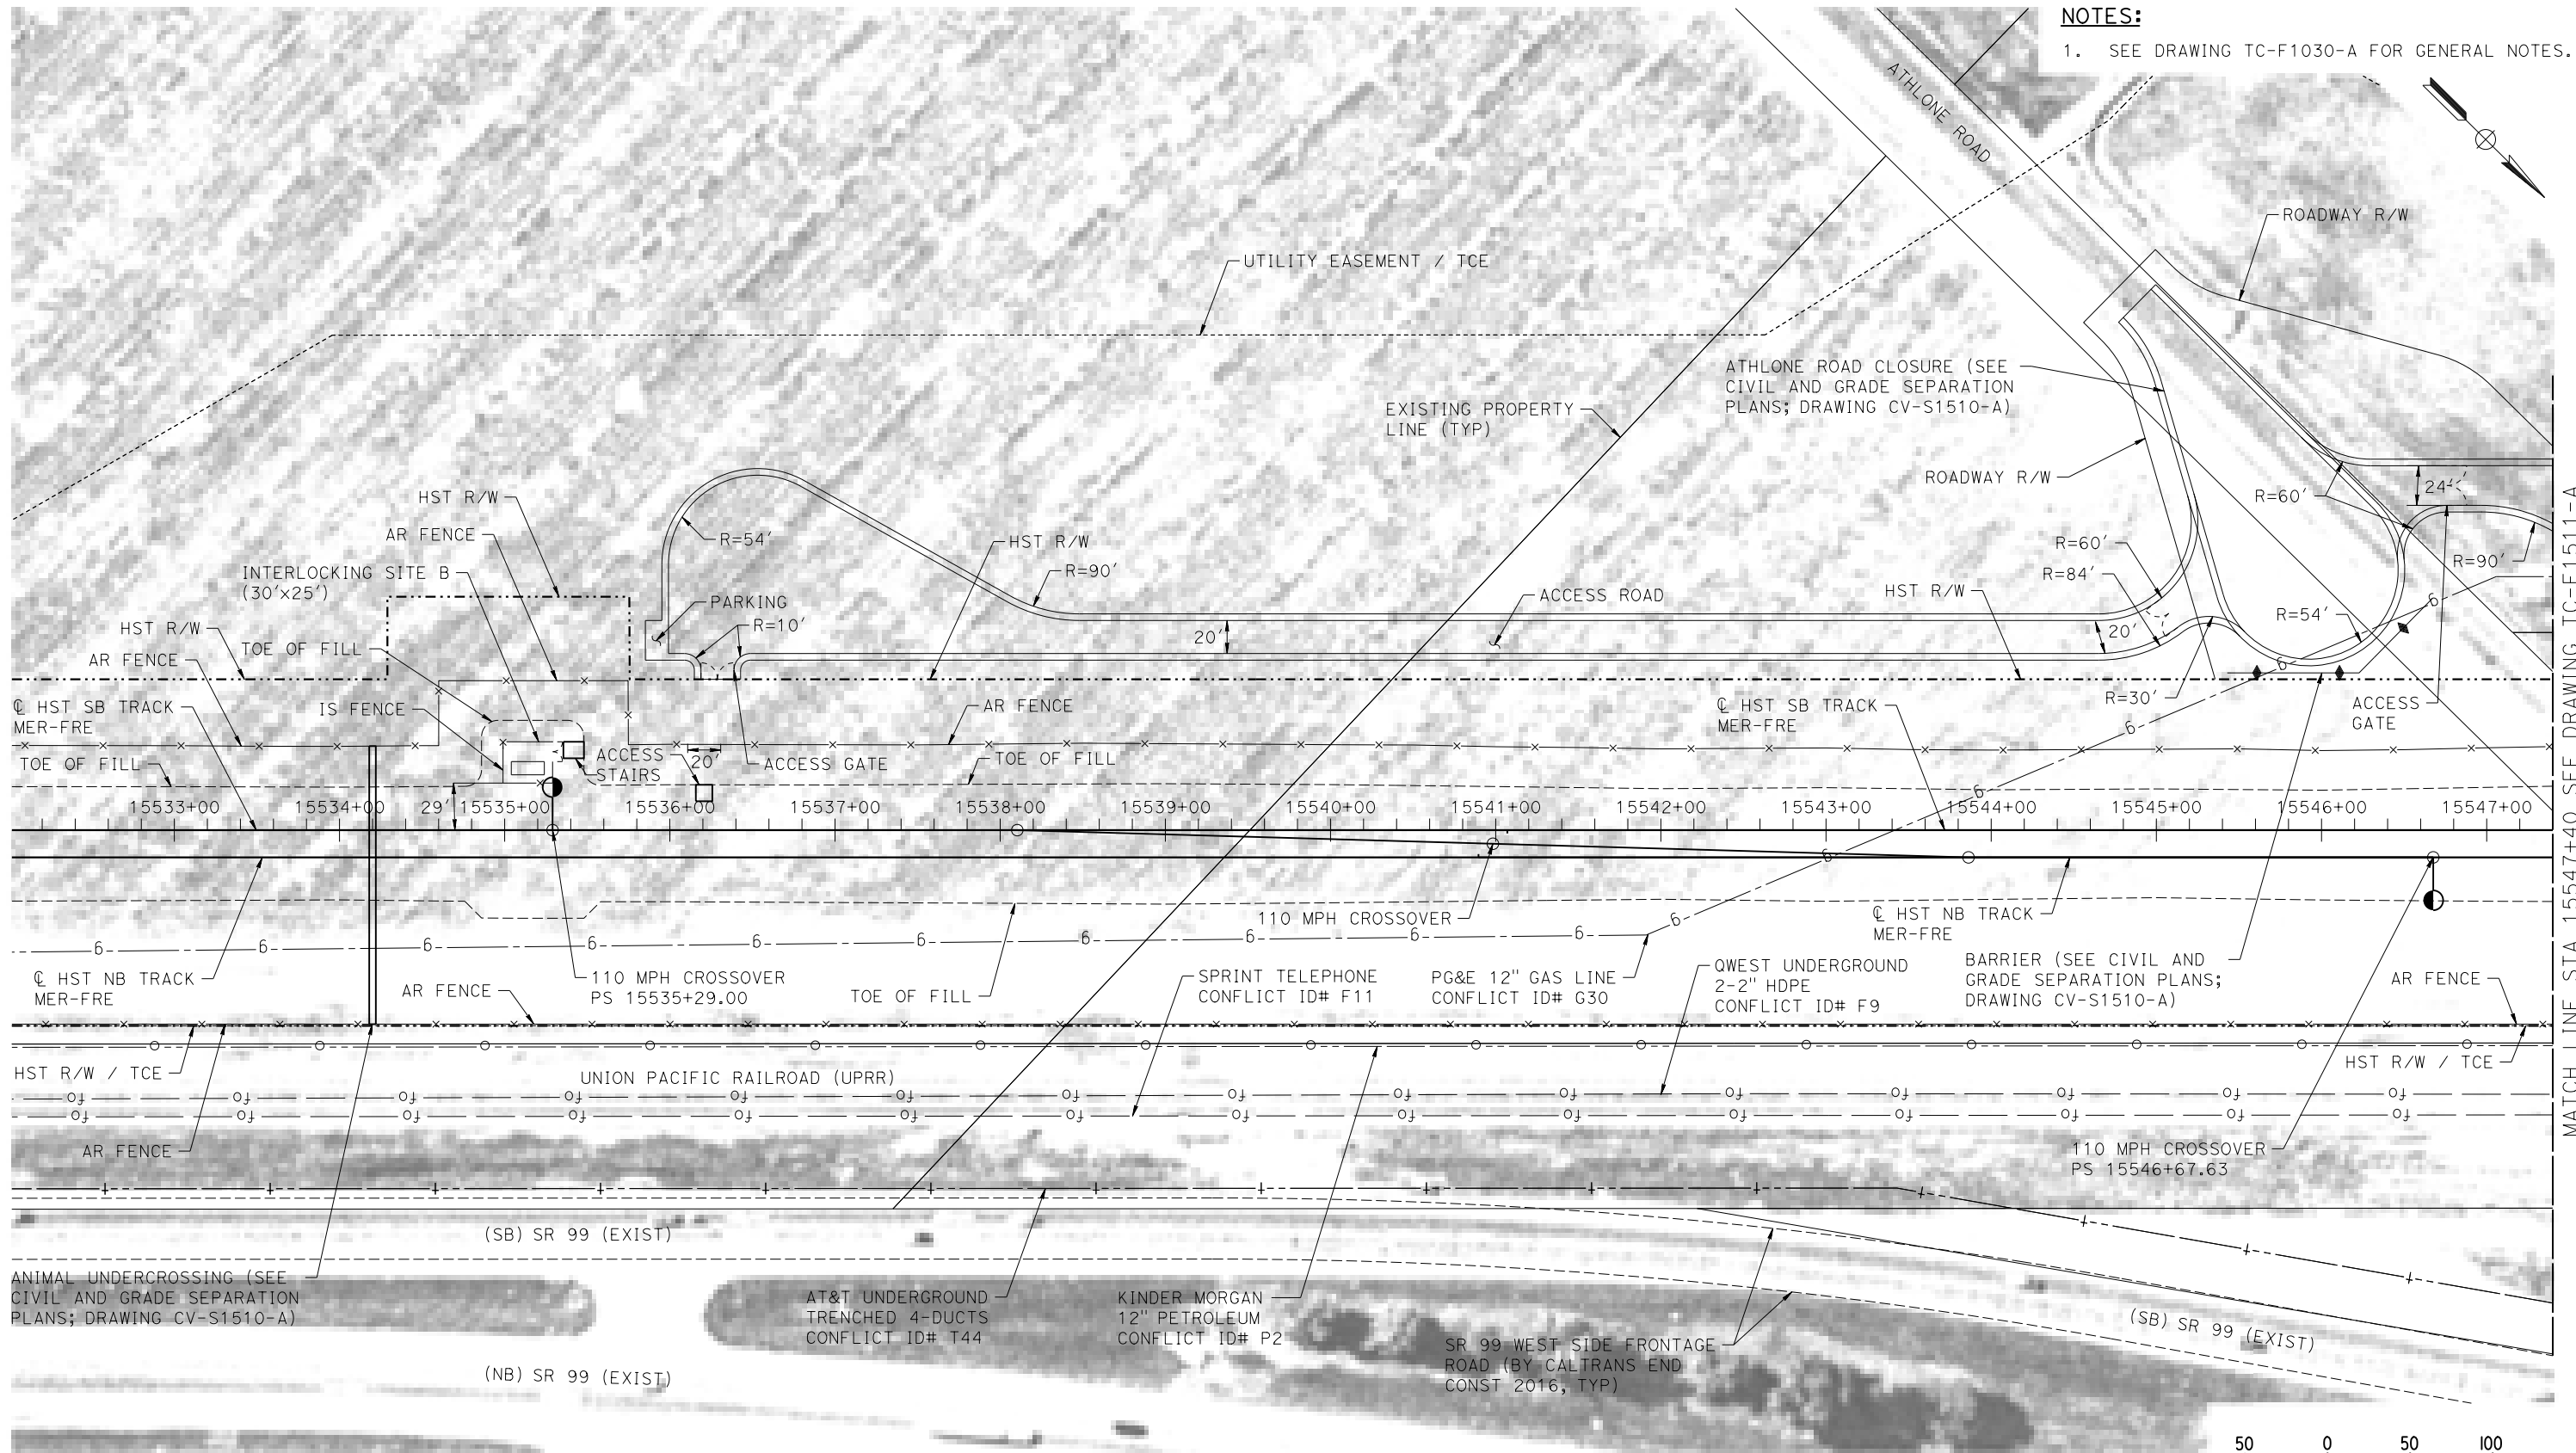 NOTES:
1. SEE DRAWING TC-F1030-A FOR GENERAL NOTES.
ATHLONE ROAD
ROADWAY R/W
UTILITY EASEMENT / TCE
ATHLONE ROAD CLOSURE (SEE
CIVIL AND GRADE SEPARATION
PLANS; DRAWING CV-S1510-A)
EXISTING PROPERTY
LINE (TYP)
ROADWAY R/W
HST R/W
AR FENCE
INTERLOCKING SITE B
(30'x25')
R=54'
HST R/W
R=90'
PARKING
R=10'
ACCESS ROAD
20'
R=60'
R=84'
HST R/W
20'
R=60'
24'
R=90'
R=54'
R=30'
ACCESS
GATE
HST R/W
TOE OF FILL
AR FENCE
IS FENCE
℄ HST SB TRACK
MER-FRE
AR FENCE
℄ HST SB TRACK
MER-FRE
TOE OF FILL
ACCESS
STAIRS
20'
ACCESS GATE
TOE OF FILL
29'
15533+00 15534+00 15535+00 15536+00 15537+00 15538+00 15539+00 15540+00 15541+00 15542+00 15543+00 15544+00 15545+00 15546+00 15547+00
110 MPH CROSSOVER
℄ HST NB TRACK
MER-FRE
℄ HST NB TRACK
MER-FRE
AR FENCE
110 MPH CROSSOVER
PS 15535+29.00
TOE OF FILL
SPRINT TELEPHONE
CONFLICT ID# F11
PG&E 12" GAS LINE
CONFLICT ID# G30
QWEST UNDERGROUND
2-2" HDPE
CONFLICT ID# F9
BARRIER (SEE CIVIL AND
GRADE SEPARATION PLANS;
DRAWING CV-S1510-A)
AR FENCE
HST R/W / TCE
UNION PACIFIC RAILROAD (UPRR)
HST R/W / TCE
AR FENCE
110 MPH CROSSOVER
PS 15546+67.63
(SB) SR 99 (EXIST)
ANIMAL UNDERCROSSING (SEE
CIVIL AND GRADE SEPARATION
PLANS; DRAWING CV-S1510-A)
AT&T UNDERGROUND
TRENCHED 4-DUCTS
CONFLICT ID# T44
KINDER MORGAN
12" PETROLEUM
CONFLICT ID# P2
SR 99 WEST SIDE FRONTAGE
ROAD (BY CALTRANS END
CONST 2016, TYP)
(SB) SR 99 (EXIST)
(NB) SR 99 (EXIST)
MATCH LINE STA 15547+40 SEE DRAWING TC-F1511-A
50 0 50 100